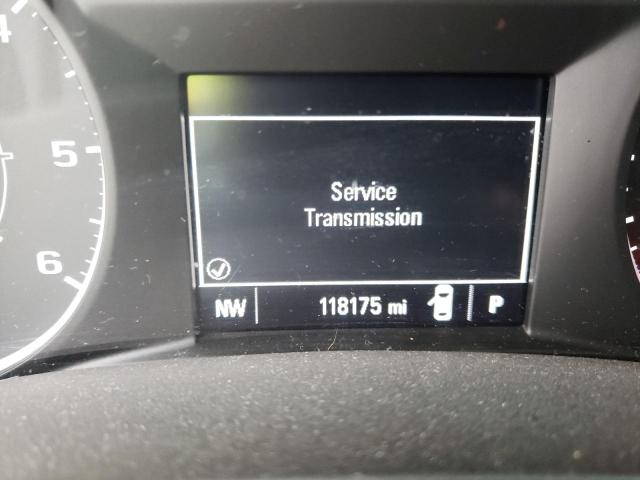 4
5
6
Service
Transmission
NW 118175 mi P